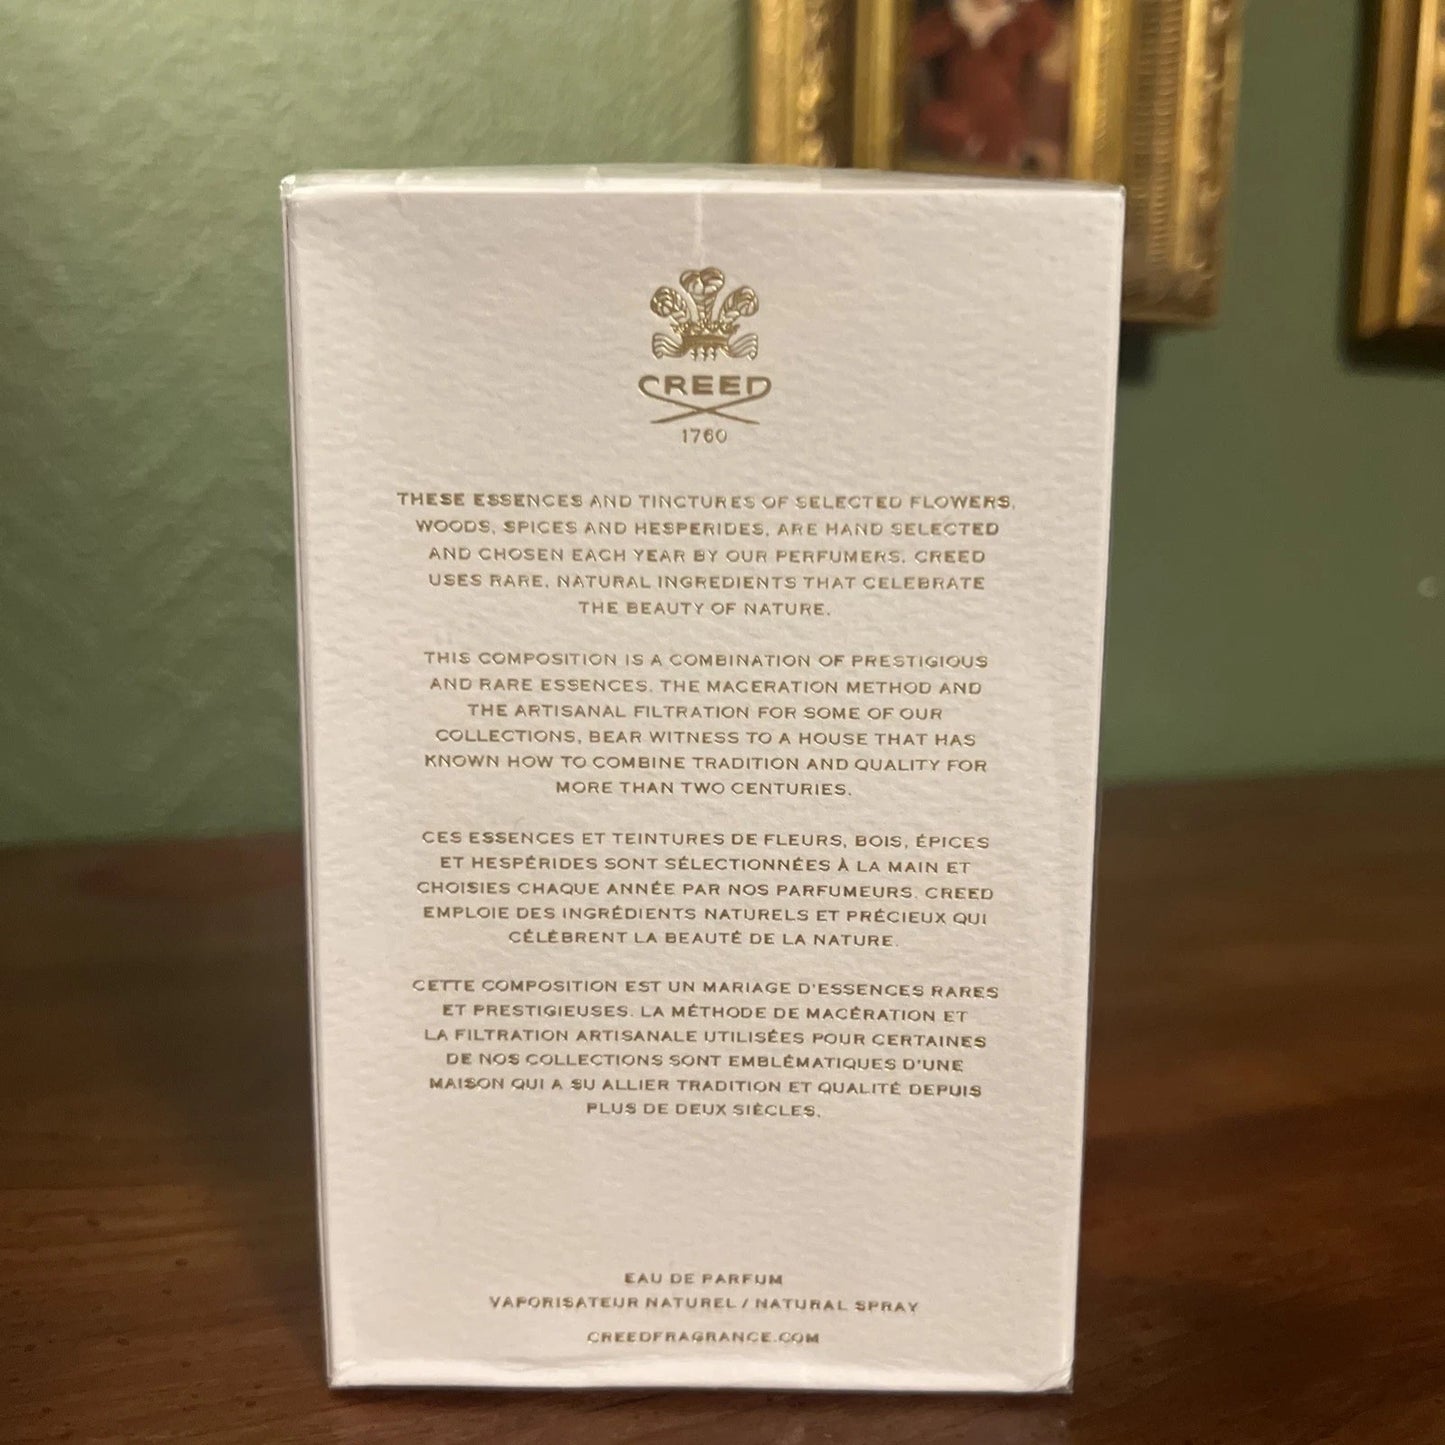 CREED
1760
THESE ESSENCES AND TINCTURES OF SELECTED FLOWERS,
WOODS, SPICES AND HESPERIDES, ARE HAND SELECTED
AND CHOSEN EACH YEAR BY OUR PERFUMERS. CREED
USES RARE, NATURAL INGREDIENTS THAT CELEBRATE
THE BEAUTY OF NATURE.
THIS COMPOSITION IS A COMBINATION OF PRESTIGIOUS
AND RARE ESSENCES. THE MACERATION METHOD AND
THE ARTISANAL FILTRATION FOR SOME OF OUR
COLLECTIONS, BEAR WITNESS TO A HOUSE THAT HAS
KNOWN HOW TO COMBINE TRADITION AND QUALITY FOR
MORE THAN TWO CENTURIES.
CES ESSENCES ET TEINTURES DE FLEURS, BOIS, ÉPICES
ET HESPÉRIDES SONT SÉLECTIONNÉES À LA MAIN ET
CHOISIES CHAQUE ANNÉE PAR NOS PARFUMEURS. CREED
EMPLOIE DES INGRÉDIENTS NATURELS ET PRÉCIEUX QUI
CÉLÈBRENT LA BEAUTÉ DE LA NATURE.
CETTE COMPOSITION EST UN MARIAGE D'ESSENCES RARES
ET PRESTIGIEUSES. LA MÉTHODE DE MACÉRATION ET
LA FILTRATION ARTISANALE UTILISÉES POUR CERTAINES
DE NOS COLLECTIONS SONT EMBLÉMATIQUES D'UNE
MAISON QUI A SU ALLIER TRADITION ET QUALITÉ DEPUIS
PLUS DE DEUX SIÈCLES.
EAU DE PARFUM
VAPORISATEUR NATUREL / NATURAL SPRAY
CREEDFRAGRANCE.COM